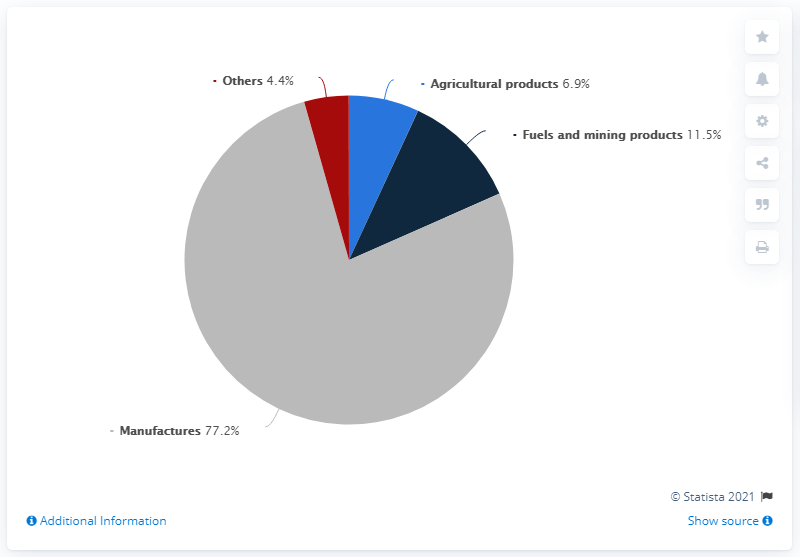 Others 4.4%
Agricultural products 6.9%
Fuels and mining products 11.5%
Manufactures 77.2%
© Statista 2021
Additional Information
Show source